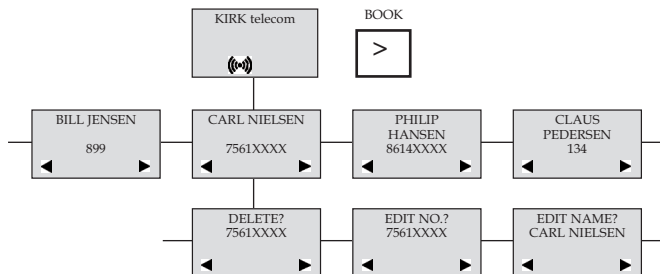 KIRK telecom
BOOK
>
BILL JENSEN
899
CARL NIELSEN
7561XXXX
PHILIP
HANSEN
8614XXXX
CLAUS
PEDERSEN
134
DELETE?
7561XXXX
EDIT NO.?
7561XXXX
EDIT NAME?
CARL NIELSEN